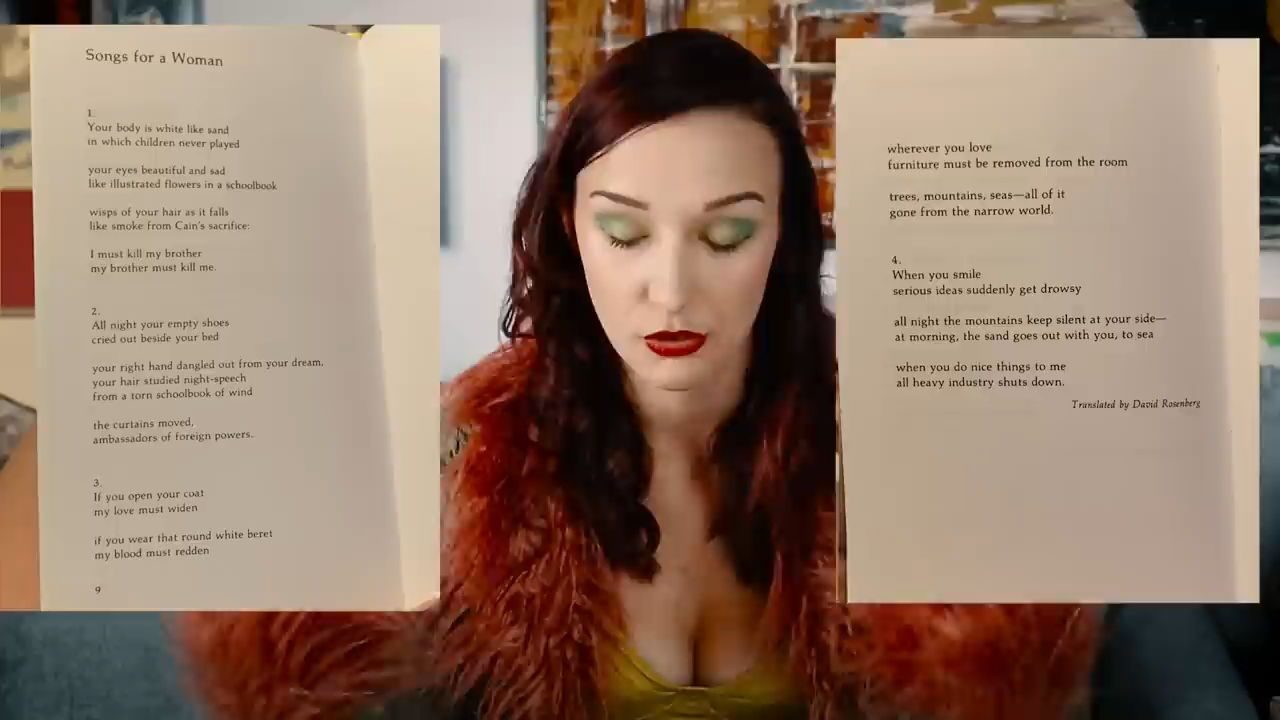 Songs for a Woman
1.
Your body is white like sand
in which children never played
your eyes beautiful and sad
like illustrated flowers in a schoolbook
wisps of your hair as it falls
like smoke from Cain's sacrifice:
I must kill my brother
my brother must kill me.
2.
All night your empty shoes
cried out beside your bed
your right hand dangled out from your dream,
your hair studied night-speech
from a torn schoolbook of wind
the curtains moved,
ambassadors of foreign powers.
3.
If you open your coat
my love must widen
if you wear that round white beret
my blood must redden
9
wherever you love
furniture must be removed from the room
trees, mountains, seas—all of it
gone from the narrow world.
4.
When you smile
serious ideas suddenly get drowsy
all night the mountains keep silent at your side—
at morning, the sand goes out with you, to sea
when you do nice things to me
all heavy industry shuts down.
Translated by David Rosenberg